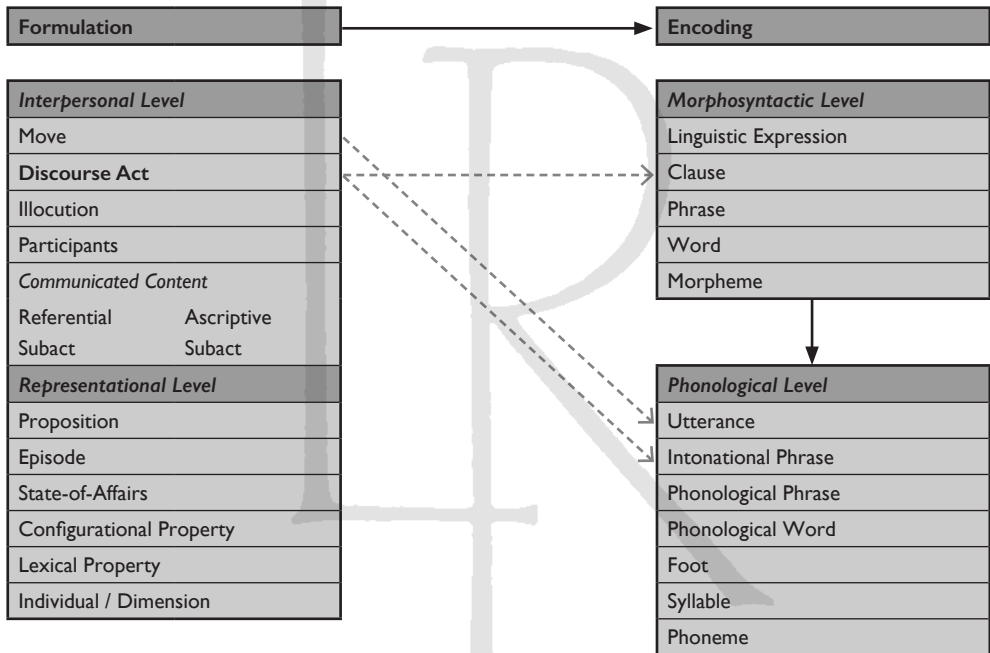 Formulation
Encoding
Interpersonal Level
Move
Discourse Act
Illocution
Participants
Communicated Content
Referential Ascriptive
Subact Subact
Representational Level
Proposition
Episode
State-of-Affairs
Configurational Property
Lexical Property
Individual / Dimension
Morphosyntactic Level
Linguistic Expression
Clause
Phrase
Word
Morpheme
Phonological Level
Utterance
Intonational Phrase
Phonological Phrase
Phonological Word
Foot
Syllable
Phoneme